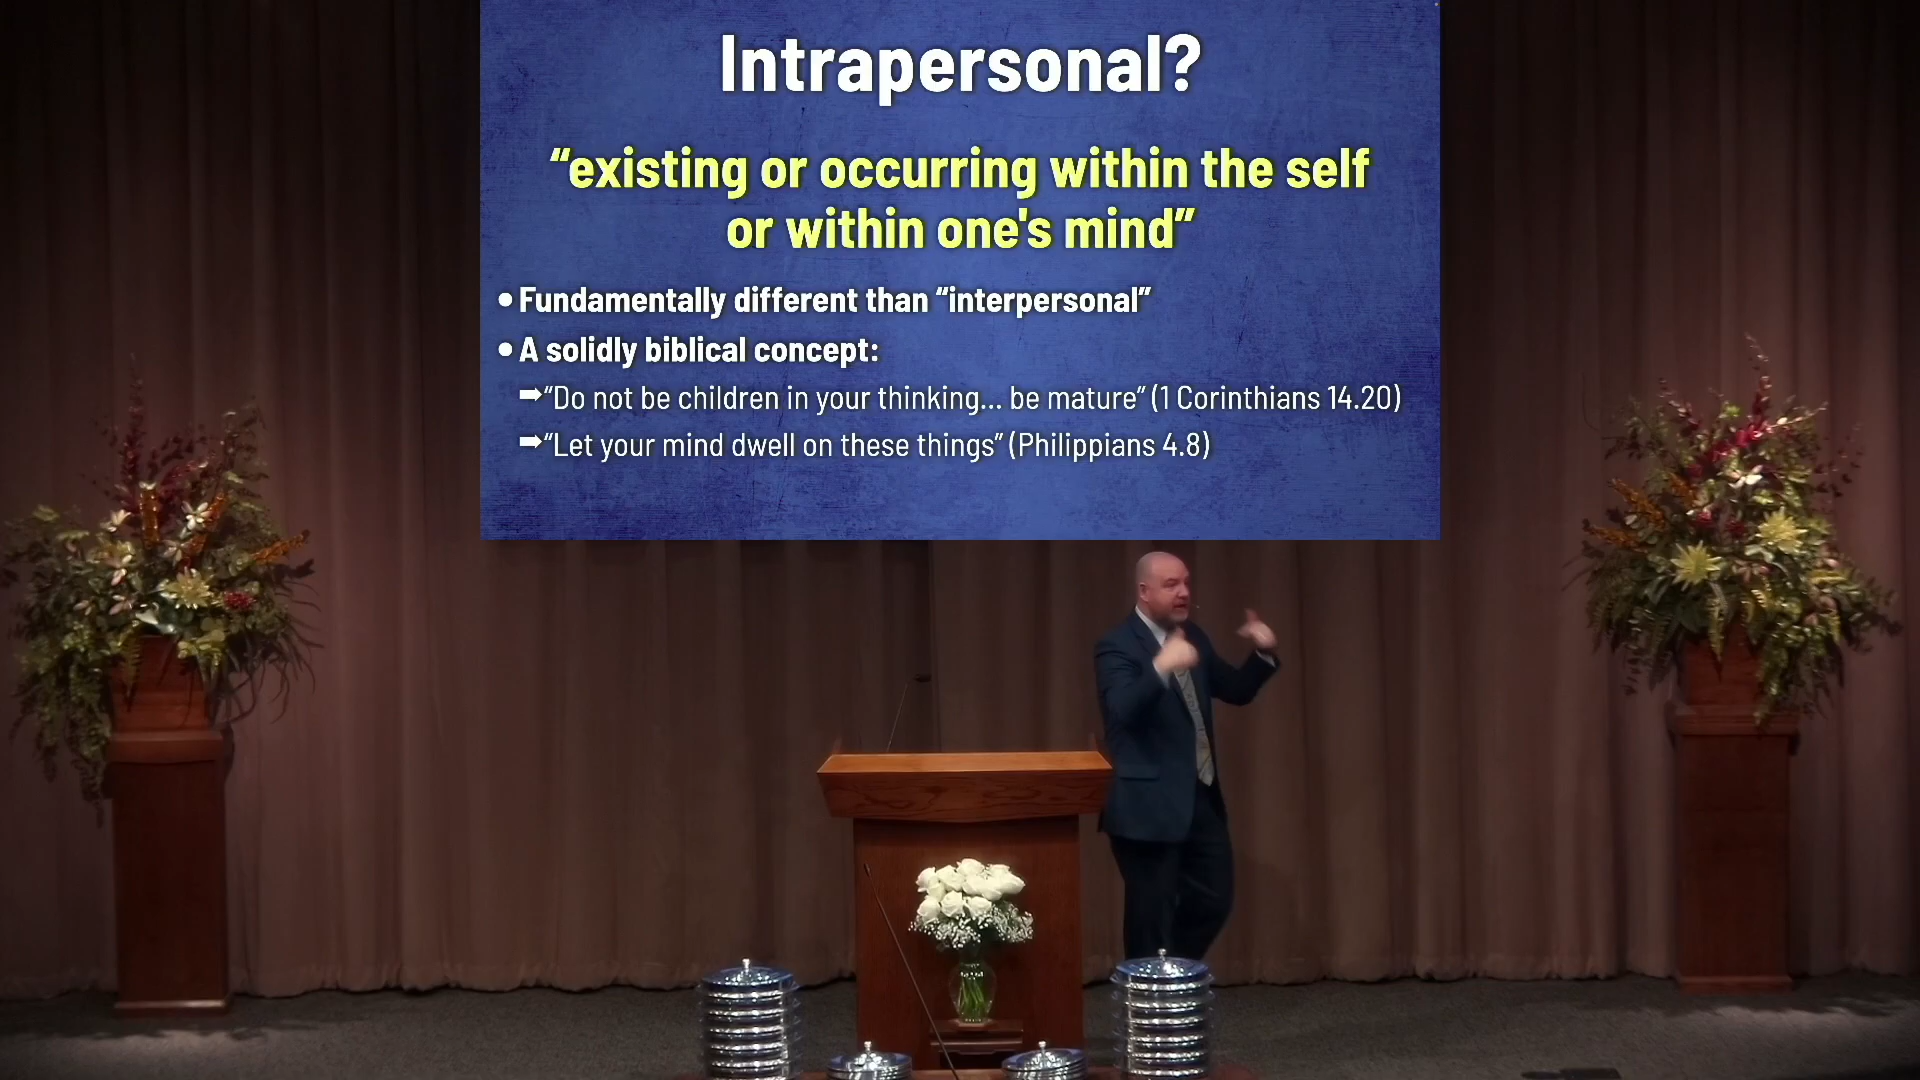 Intrapersonal?
“existing or occurring within the self
or within one's mind”
• Fundamentally different than “interpersonal”
• A solidly biblical concept:
➡“Do not be children in your thinking… be mature” (1 Corinthians 14.20)
➡“Let your mind dwell on these things” (Philippians 4.8)